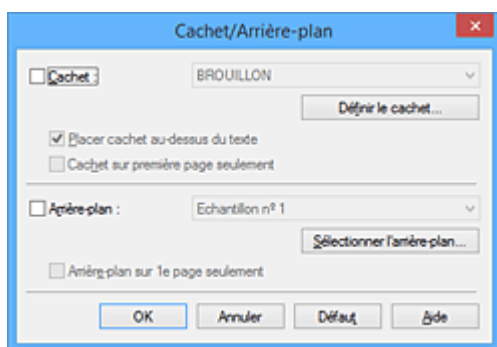 Cachet/Arrière-plan
Cachet :
BROUILLON
Définir le cachet...
Placer cachet au-dessus du texte
Cachet sur première page seulement
Arrière-plan :
Echantillon nº 1
Sélectionner l'arrière-plan...
Arrière-plan sur 1e page seulement
OK Annuler Défaut Aide